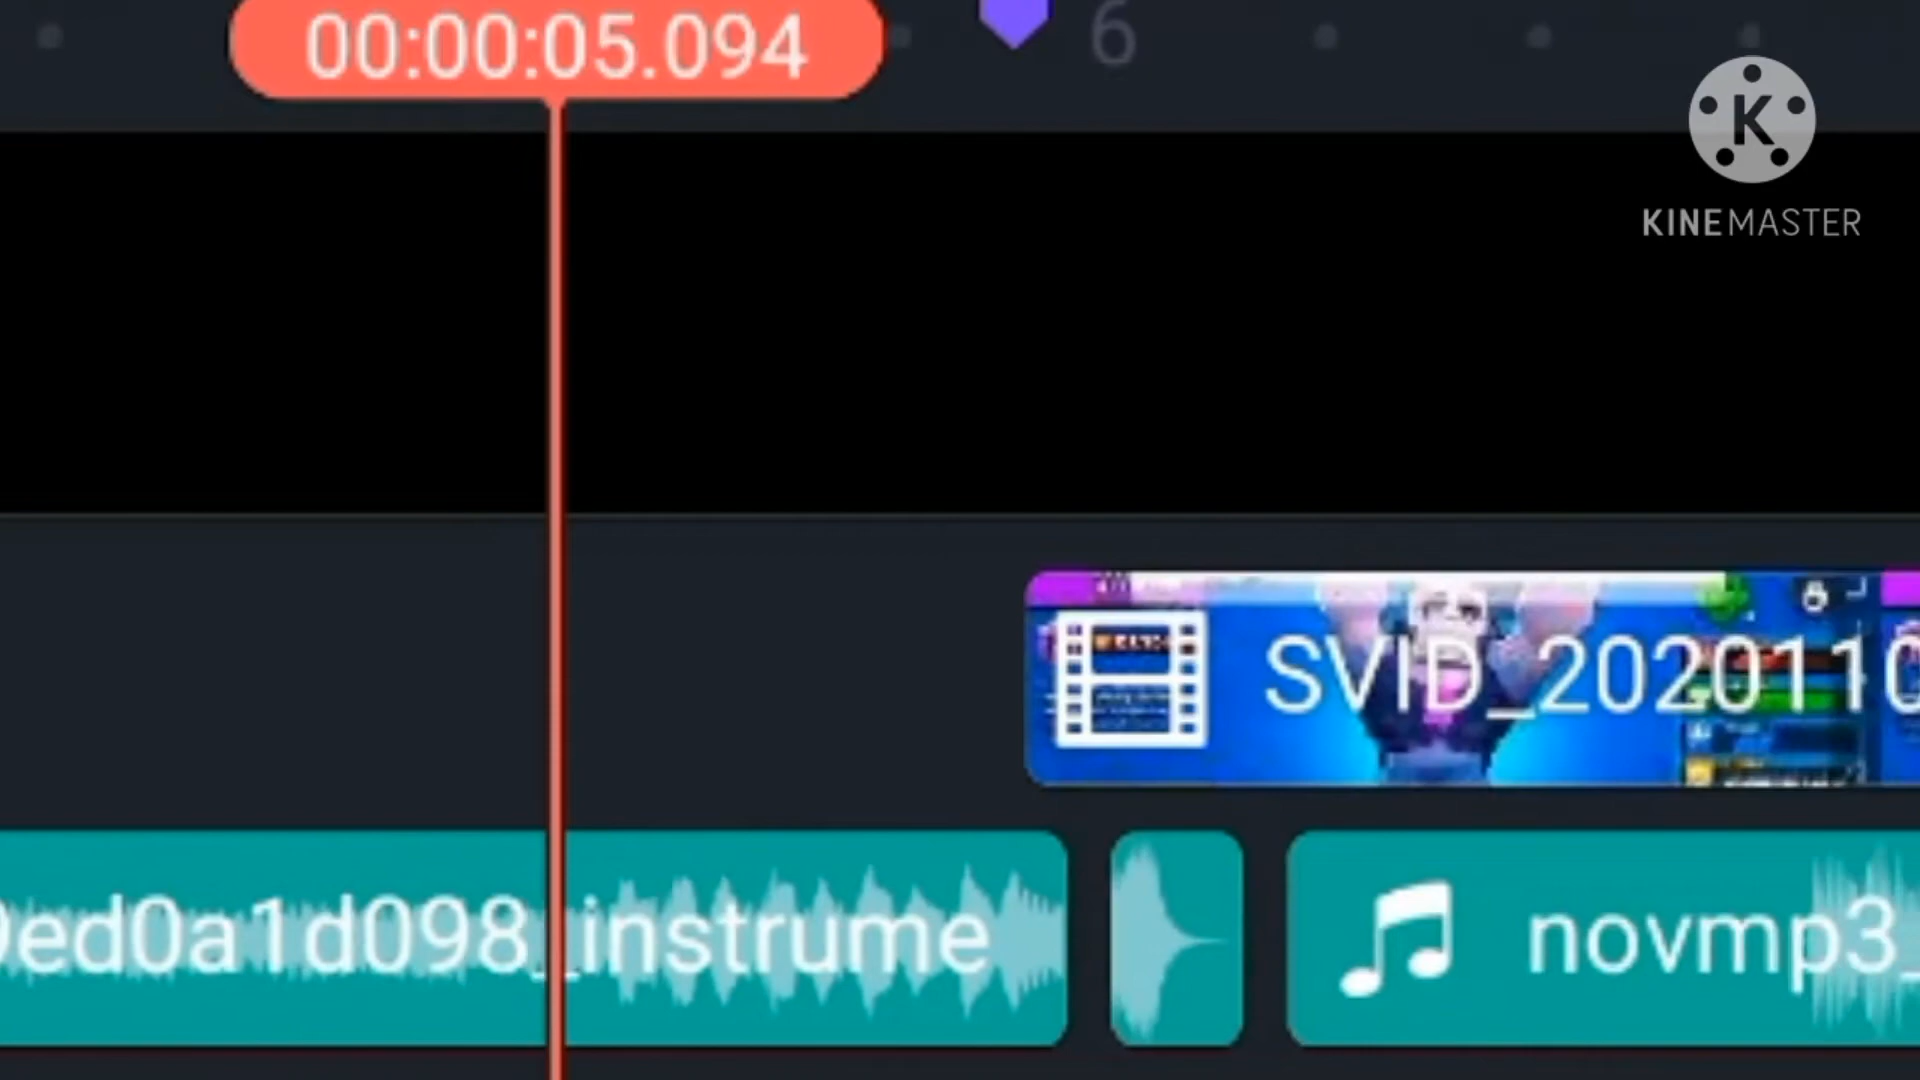 00:00:05.094
6
K
KINEMASTER
SVID_2020110
ed0a1d098_instrume
novmp3_